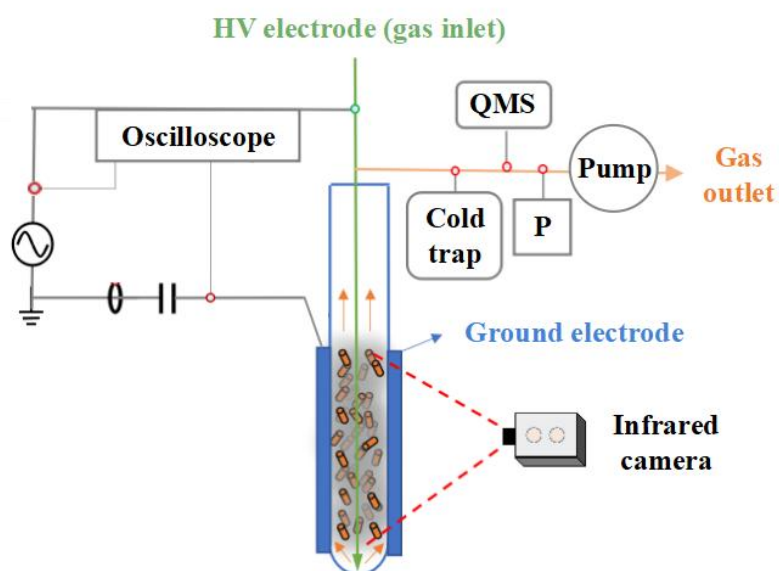 HV electrode (gas inlet)
QMS
Oscilloscope
Pump
Gas
outlet
Cold
trap
P
Ground electrode
Infrared
camera